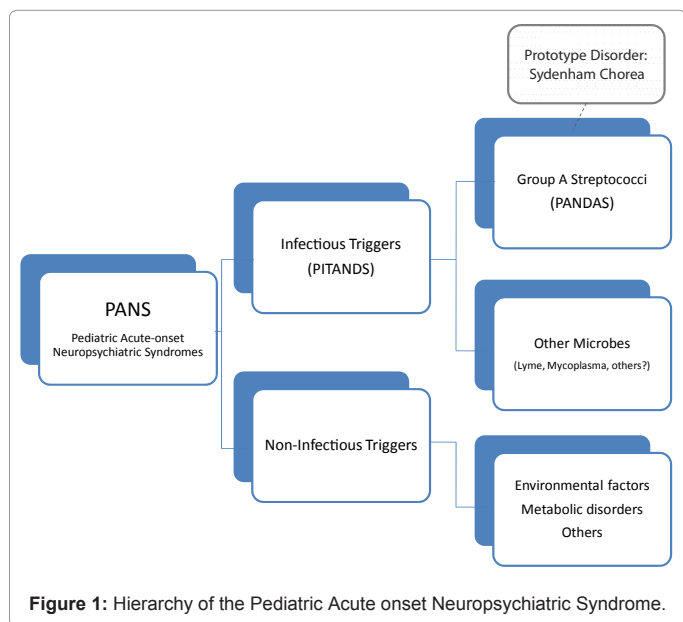 Prototype Disorder:
Sydenham Chorea
Group A Streptococci
(PANDAS)
Infectious Triggers
(PITANDS)
PANS
Pediatric Acute-onset
Neuropsychiatric Syndromes
Other Microbes
(Lyme, Mycoplasma, others?)
Non-Infectious Triggers
Environmental factors
Metabolic disorders
Others
Figure 1: Hierarchy of the Pediatric Acute onset Neuropsychiatric Syndrome.